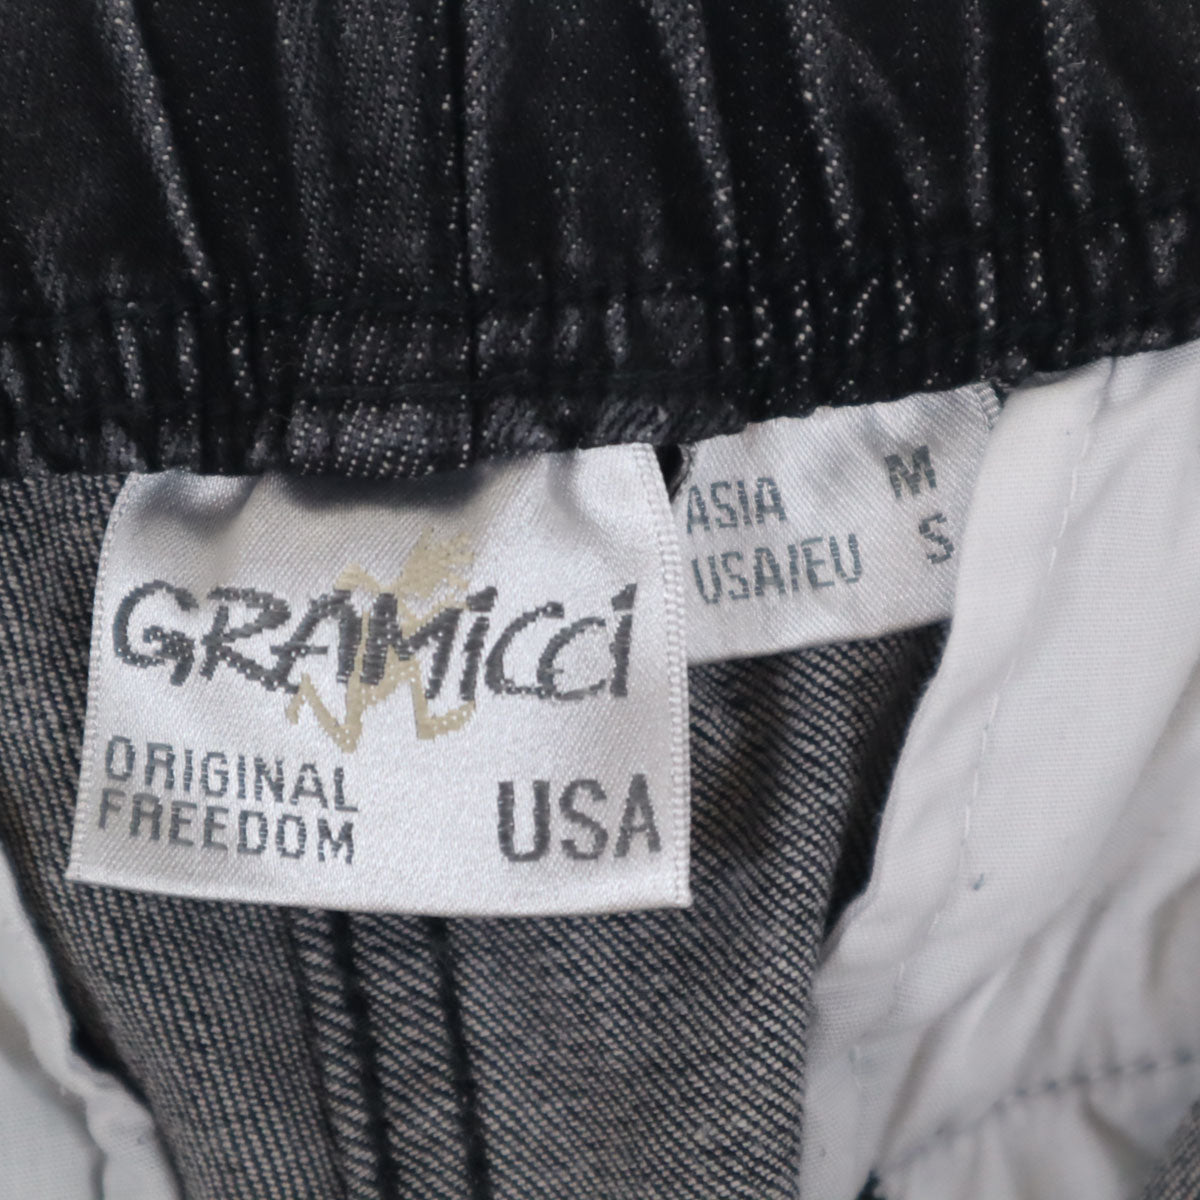 GRAMiCCi
ORIGINAL
FREEDOM
USA
ASIA M
USA/EU S